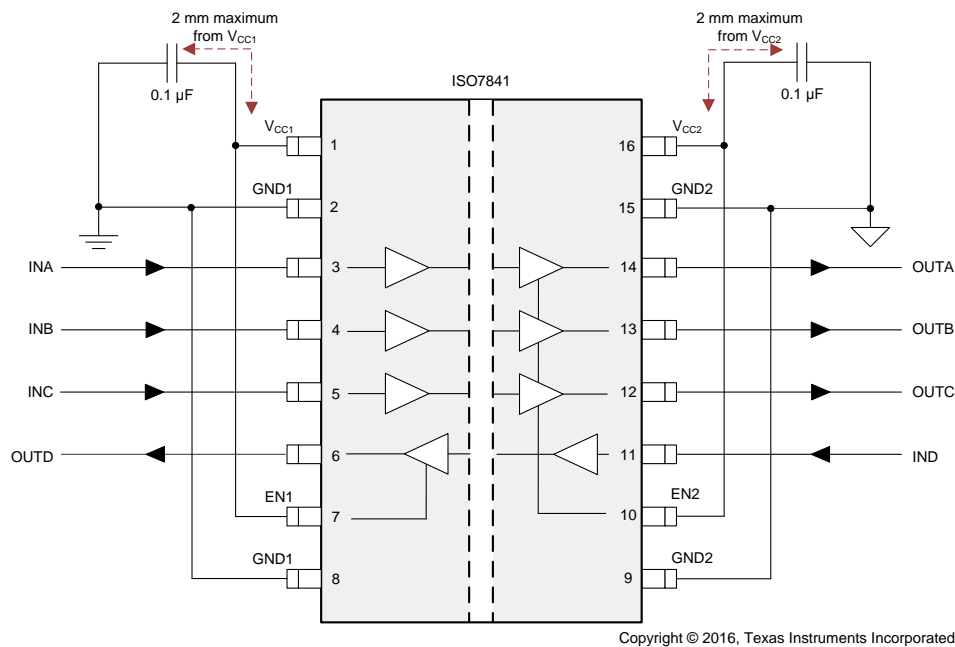 2 mm maximum
from VCC1
2 mm maximum
from VCC2
0.1 µF
0.1 µF
ISO7841
VCC1
1
16
VCC2
GND1
2
15
GND2
INA
3
14
OUTA
INB
4
13
OUTB
INC
5
12
OUTC
OUTD
6
11
IND
EN1
7
10
EN2
GND1
8
9
GND2
Copyright © 2016, Texas Instruments Incorporated